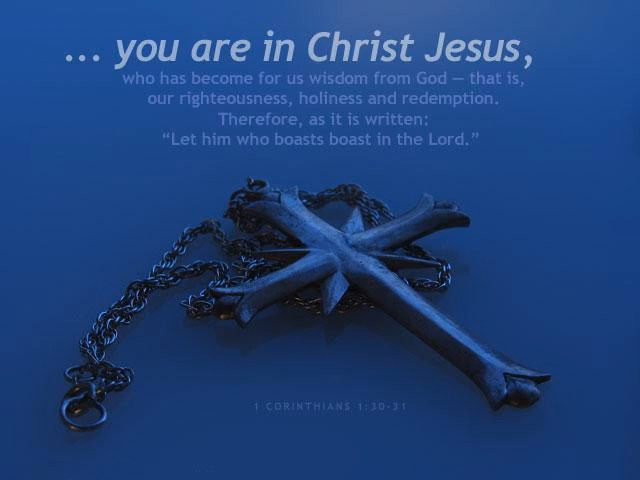 ... you are in Christ Jesus,
who has become for us wisdom from God — that is,
our righteousness, holiness and redemption.
Therefore, as it is written:
“Let him who boasts boast in the Lord.”
1 CORINTHIANS 1:30-31